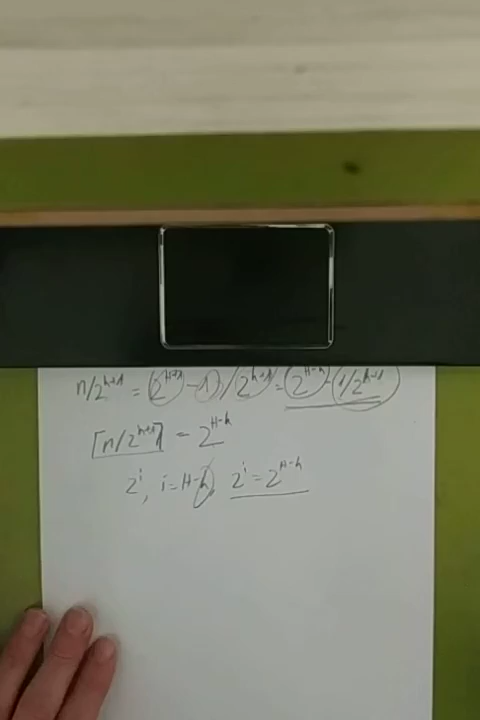 n/2^{h+1} = (2^{H+1} - 1)/2^{h+1} = 2^{H-h} - 1/2^{h+1}
⌈n/2^{h+1}⌉ = 2^{H-h}
2^i, i = H-h, 2^i = 2^{H-h}